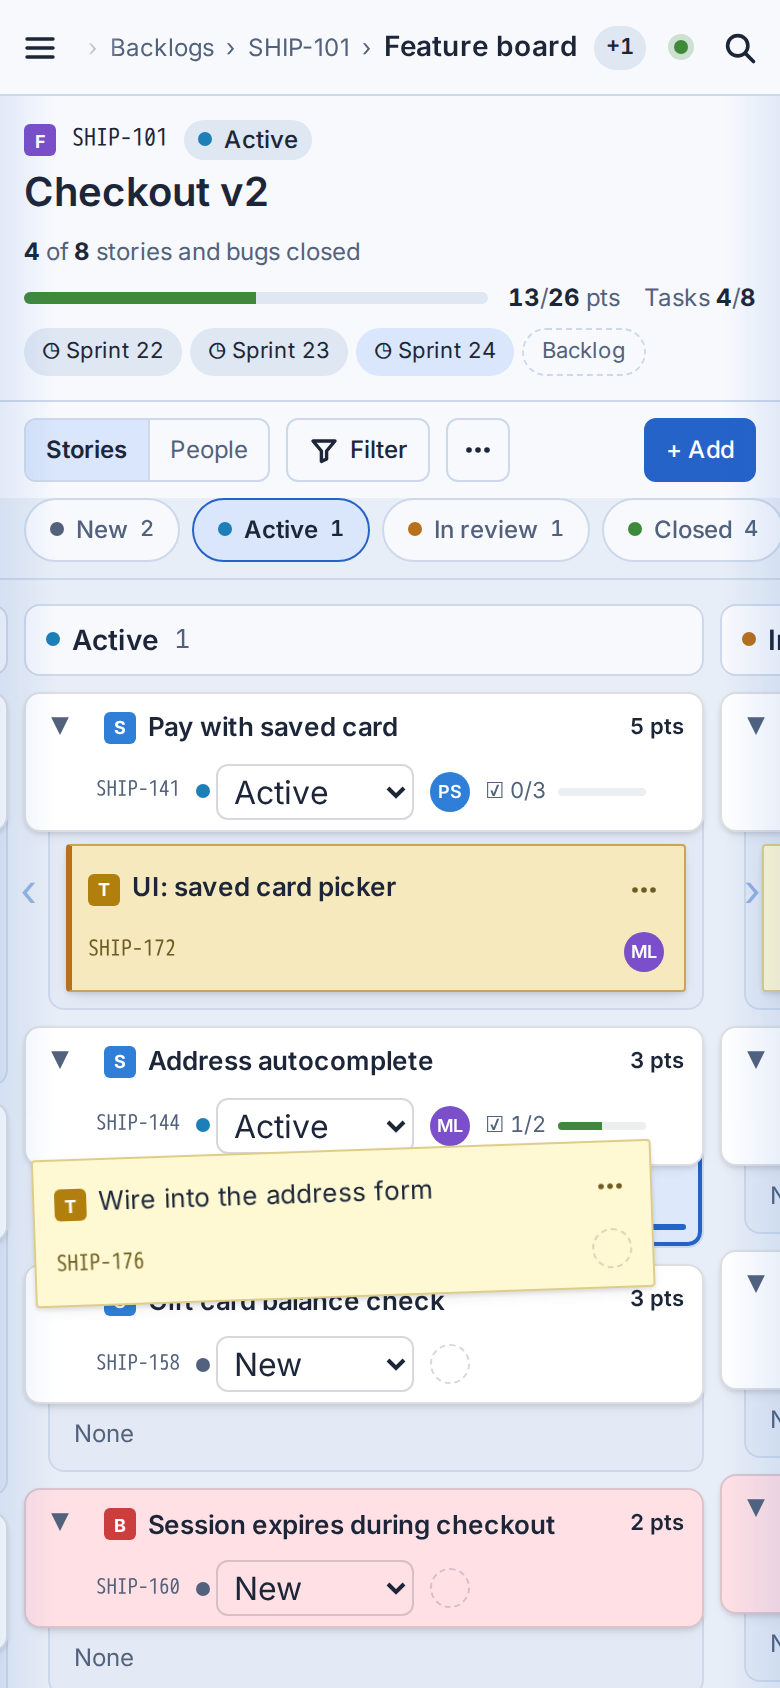 › Backlogs › SHIP-101 › Feature board +1
F SHIP-101 Active
Checkout v2
4 of 8 stories and bugs closed
13/26 pts Tasks 4/8
Sprint 22 Sprint 23 Sprint 24 Backlog
Stories People Filter ••• + Add
New 2 Active 1 In review 1 Closed 4
Active 1
S Pay with saved card 5 pts
SHIP-141 Active PS 0/3
T UI: saved card picker •••
SHIP-172 ML
S Address autocomplete 3 pts
SHIP-144 Active ML 1/2
T Wire into the address form •••
SHIP-176
Gift card balance check 3 pts
SHIP-158 New
None
B Session expires during checkout 2 pts
SHIP-160 New
None